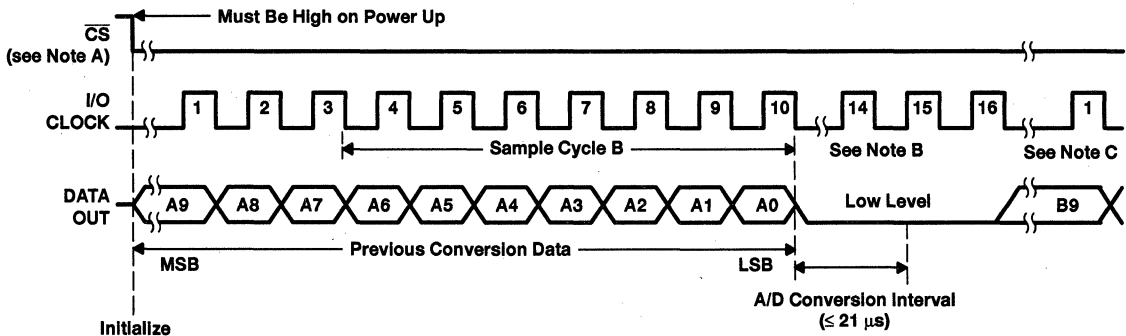 Must Be High on Power Up
CS
(see Note A)
I/O
CLOCK
1 2 3 4 5 6 7 8 9 10 14 15 16 1
Sample Cycle B
See Note B
See Note C
DATA
OUT
A9 A8 A7 A6 A5 A4 A3 A2 A1 A0 Low Level B9
Previous Conversion Data
MSB
LSB
A/D Conversion Interval
(≤ 21 μs)
Initialize